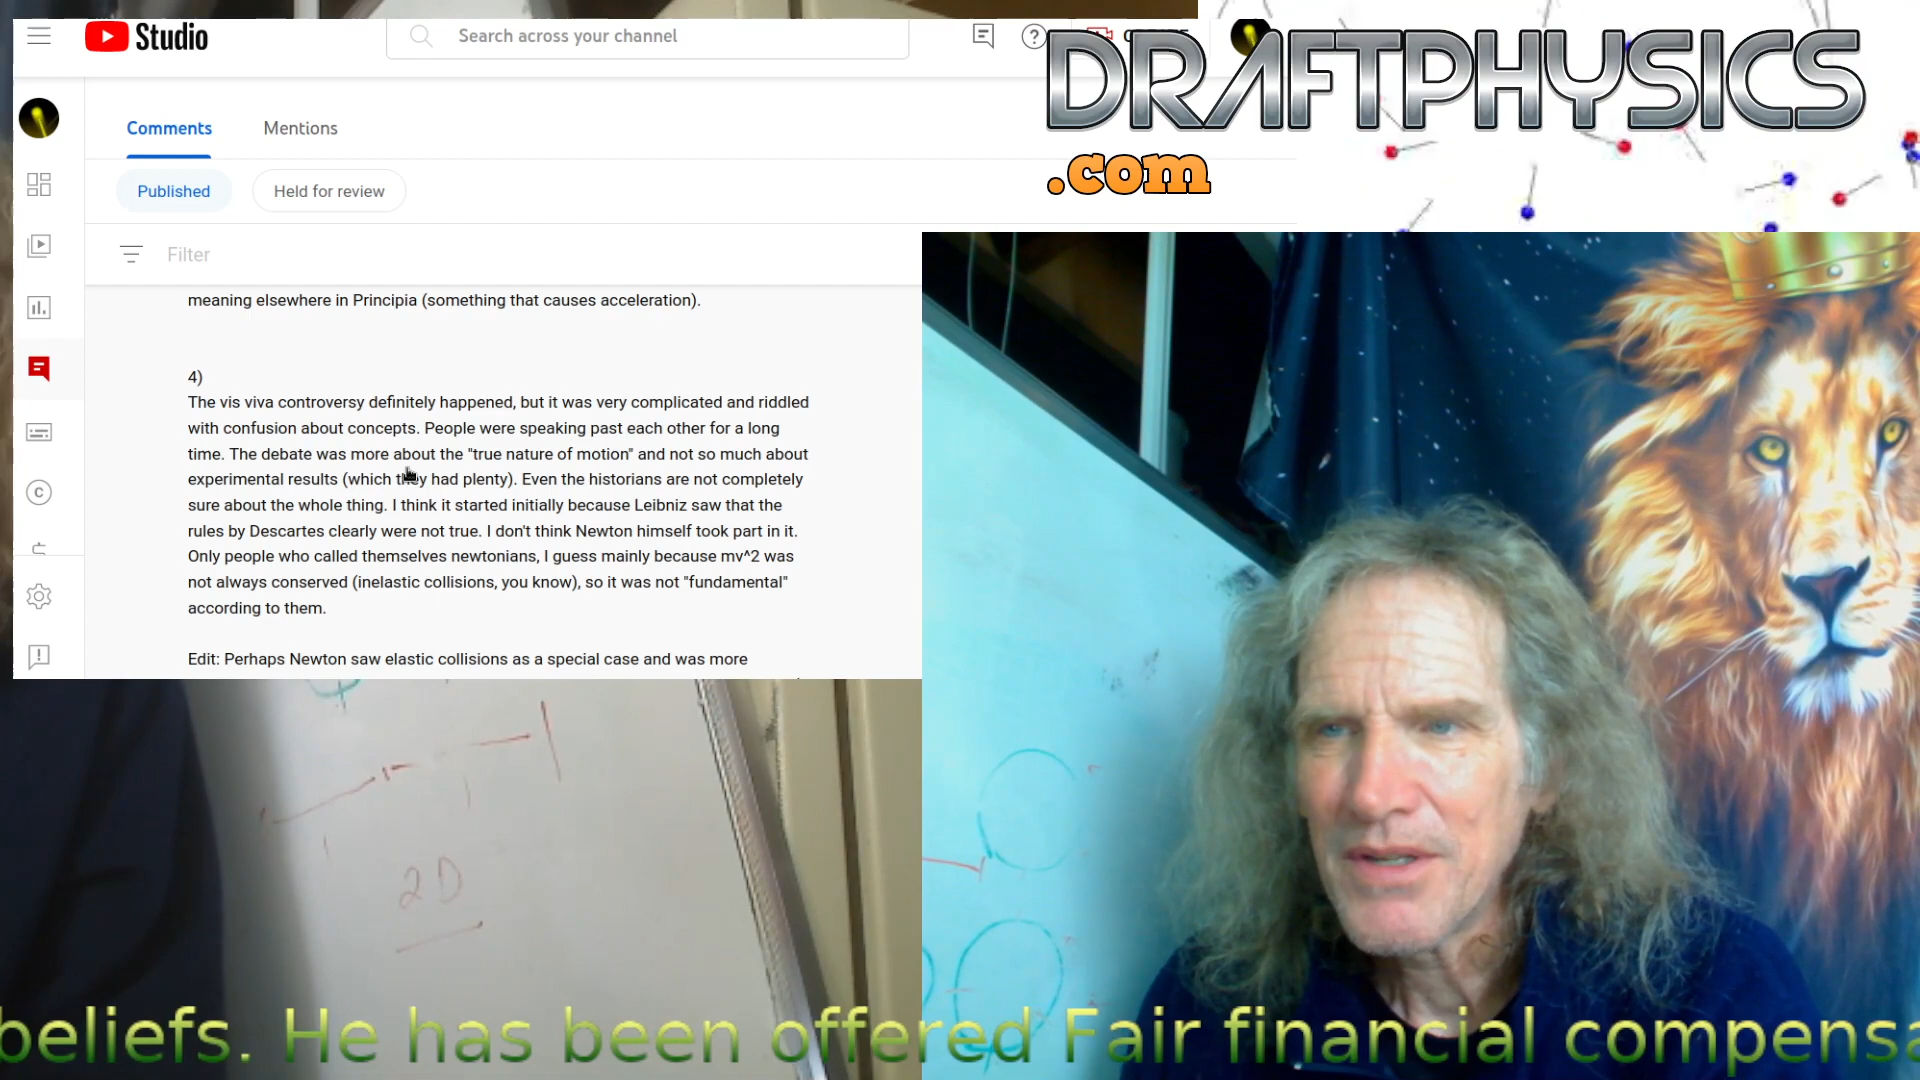 Studio
Search across your channel
DRAFTPHYSICS
.com
Comments
Mentions
Published
Held for review
Filter
meaning elsewhere in Principia (something that causes acceleration).
4)
The vis viva controversy definitely happened, but it was very complicated and riddled
with confusion about concepts. People were speaking past each other for a long
time. The debate was more about the "true nature of motion" and not so much about
experimental results (which they had plenty). Even the historians are not completely
sure about the whole thing. I think it started initially because Leibniz saw that the
rules by Descartes clearly were not true. I don't think Newton himself took part in it.
Only people who called themselves newtonians, I guess mainly because mv^2 was
not always conserved (inelastic collisions, you know), so it was not "fundamental"
according to them.
Edit: Perhaps Newton saw elastic collisions as a special case and was more
2D
beliefs. He has been offered Fair financial compensa